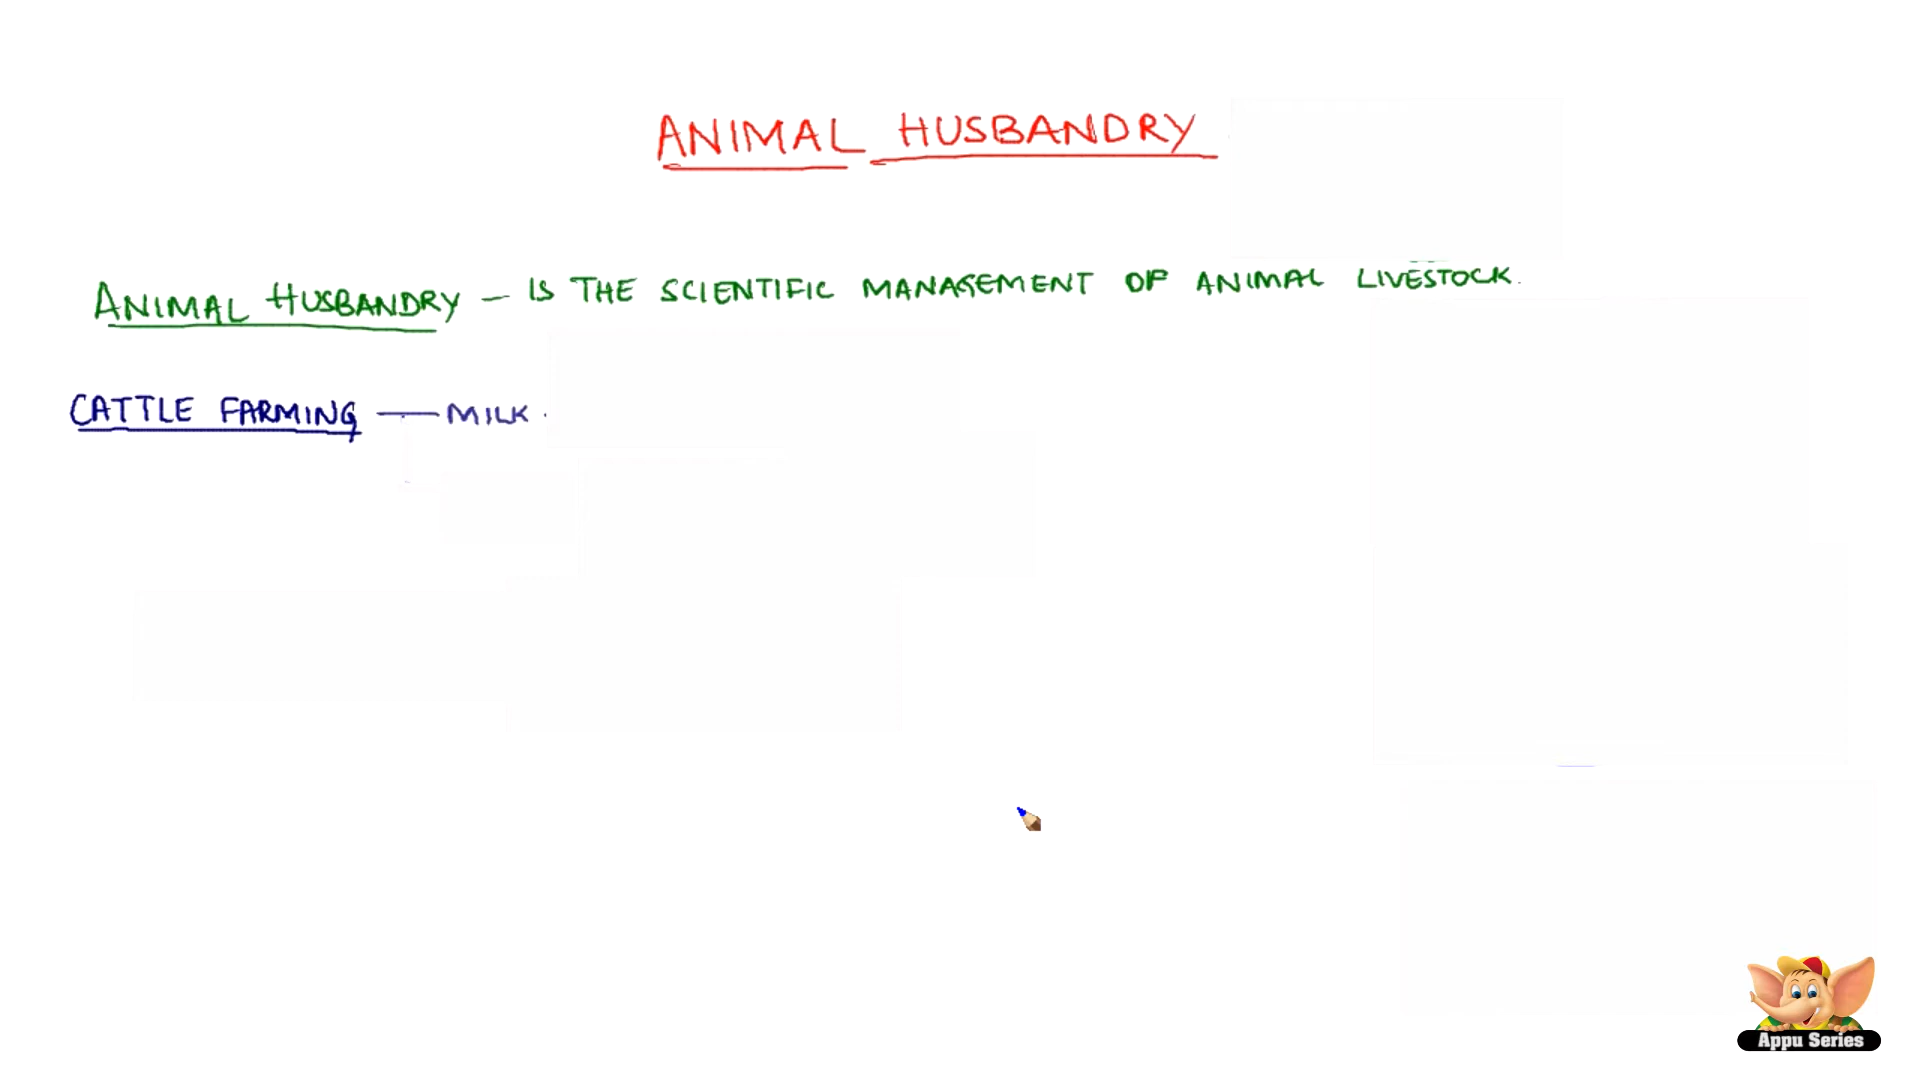 ANIMAL HUSBANDRY
ANIMAL HUSBANDRY – IS THE SCIENTIFIC MANAGEMENT OF ANIMAL LIVESTOCK.
CATTLE FARMING — MILK.
Appu Series